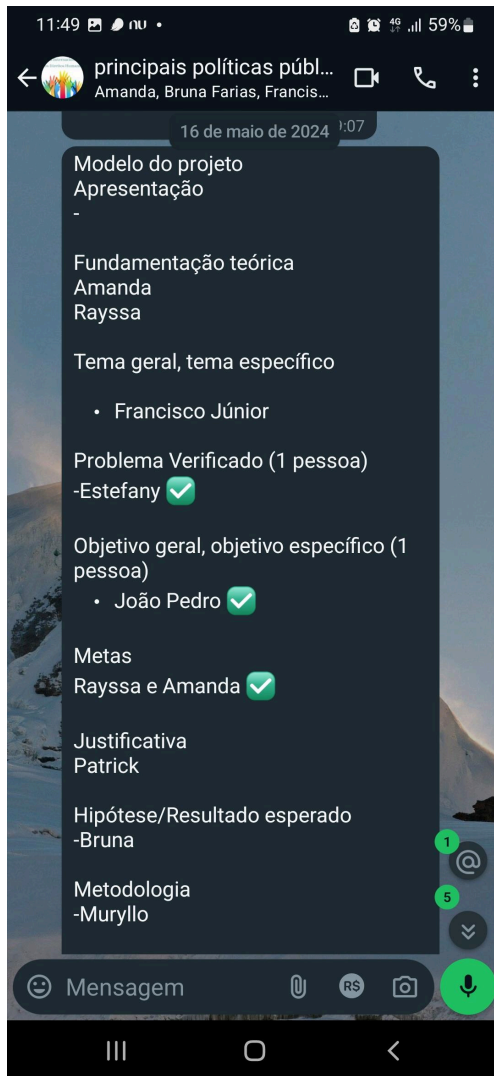 11:49
4G
59%
principais políticas públ...
Amanda, Bruna Farias, Francis...
:07
16 de maio de 2024
Modelo do projeto
Apresentação
-
Fundamentação teórica
Amanda
Rayssa
Tema geral, tema específico
• Francisco Júnior
Problema Verificado (1 pessoa)
-Estefany ✅
Objetivo geral, objetivo específico (1
pessoa)
• João Pedro ✅
Metas
Rayssa e Amanda ✅
Justificativa
Patrick
Hipótese/Resultado esperado
-Bruna
Metodologia
-Muryllo
1
@
5
Mensagem
R$